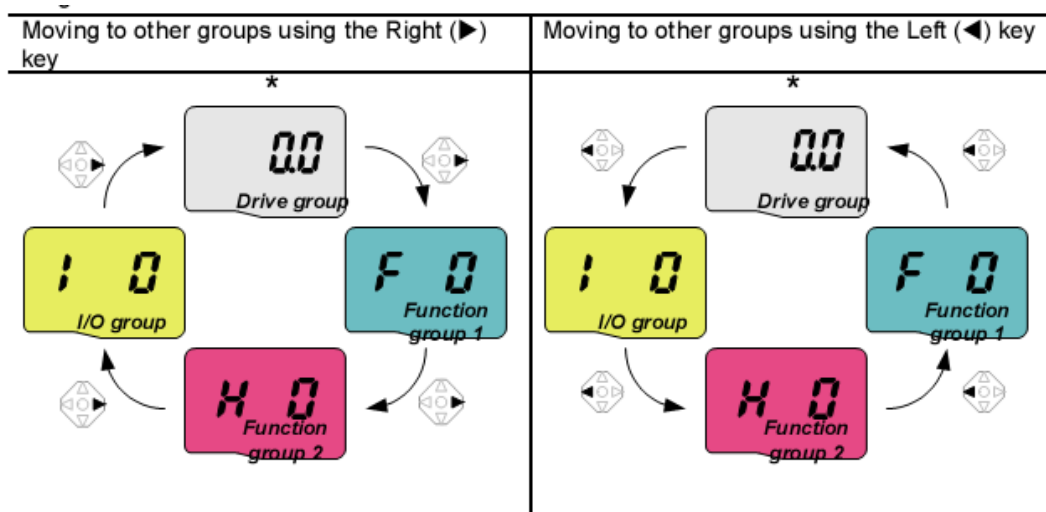 Moving to other groups using the Right (▶)
key
*
0.0
Drive group
I 0
I/O group
F 0
Function
group 1
H 0
Function
group 2
Moving to other groups using the Left (◀) key
*
0.0
Drive group
I 0
I/O group
F 0
Function
group 1
H 0
Function
group 2